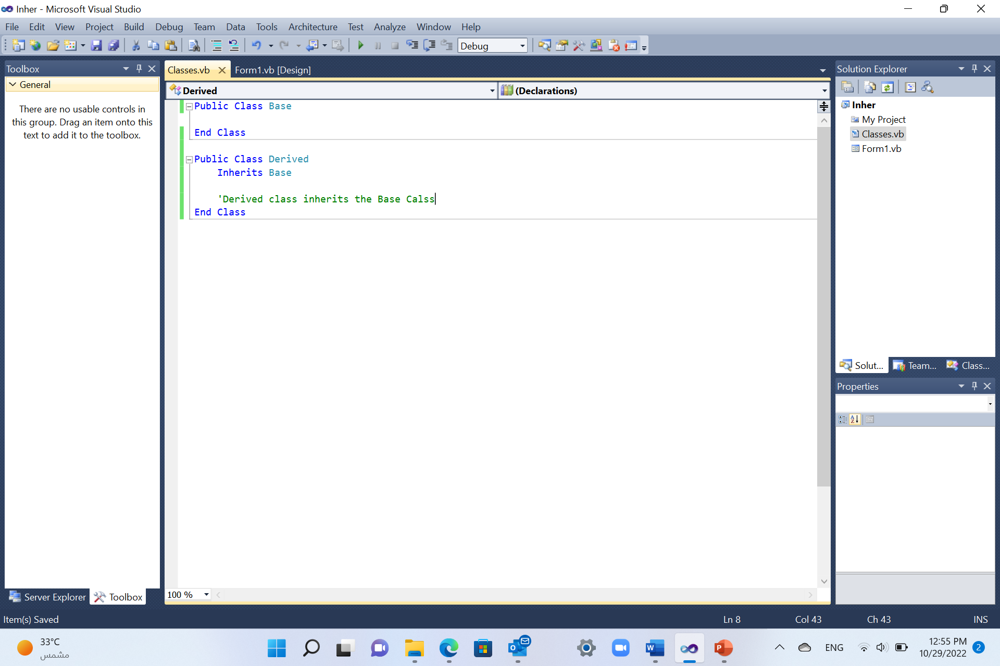 Inher - Microsoft Visual Studio
File Edit View Project Build Debug Team Data Tools Architecture Test Analyze Window Help
Debug
Toolbox
General
There are no usable controls in
this group. Drag an item onto this
text to add it to the toolbox.
Server Explorer Toolbox
Classes.vb Form1.vb [Design]
Derived (Declarations)
Public Class Base
End Class
Public Class Derived
Inherits Base
'Derived class inherits the Base Calss
End Class
100 %
Solution Explorer
Inher
My Project
Classes.vb
Form1.vb
Solut... Team... Class...
Properties
Item(s) Saved Ln 8 Col 43 Ch 43 INS
33°C
مشمس
ENG
12:55 PM
10/29/2022
2